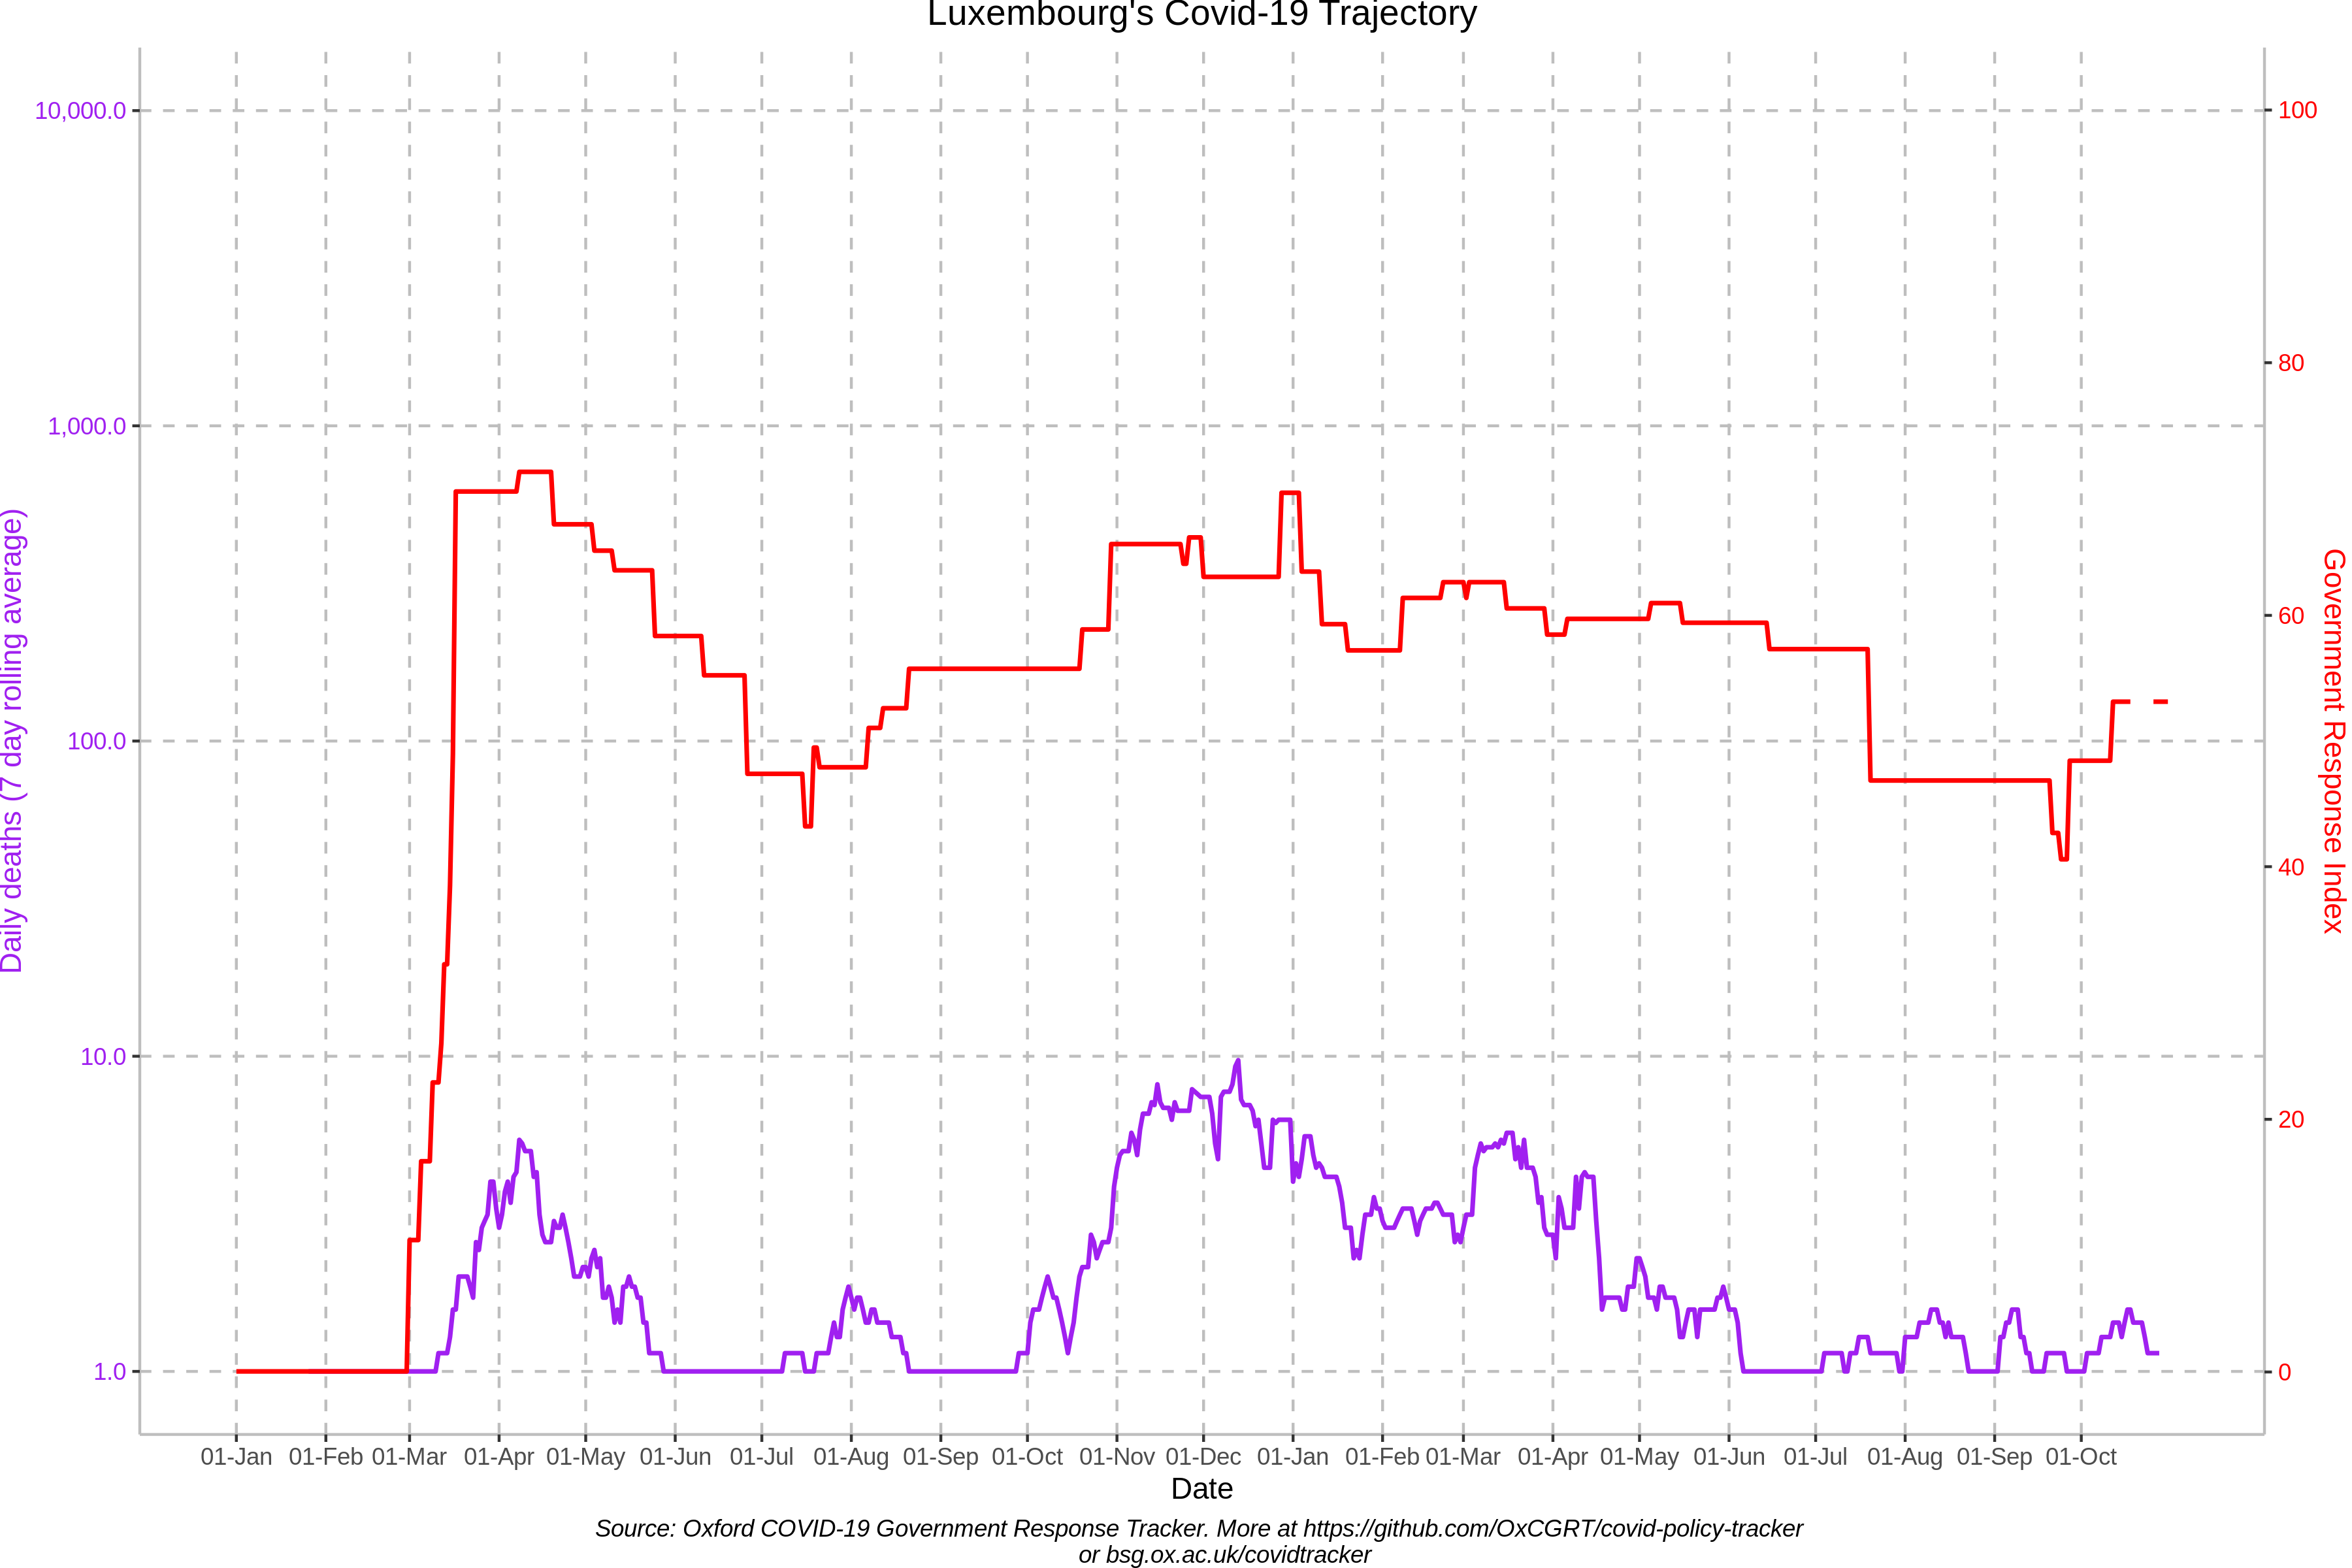 Luxembourg's Covid-19 Trajectory
10,000.0
1,000.0
100.0
10.0
1.0
Daily deaths (7 day rolling average)
100
80
60
40
20
0
Government Response Index
01-Jan 01-Feb 01-Mar 01-Apr 01-May 01-Jun 01-Jul 01-Aug 01-Sep 01-Oct 01-Nov 01-Dec 01-Jan 01-Feb 01-Mar 01-Apr 01-May 01-Jun 01-Jul 01-Aug 01-Sep 01-Oct
Date
Source: Oxford COVID-19 Government Response Tracker. More at https://github.com/OxCGRT/covid-policy-tracker
or bsg.ox.ac.uk/covidtracker